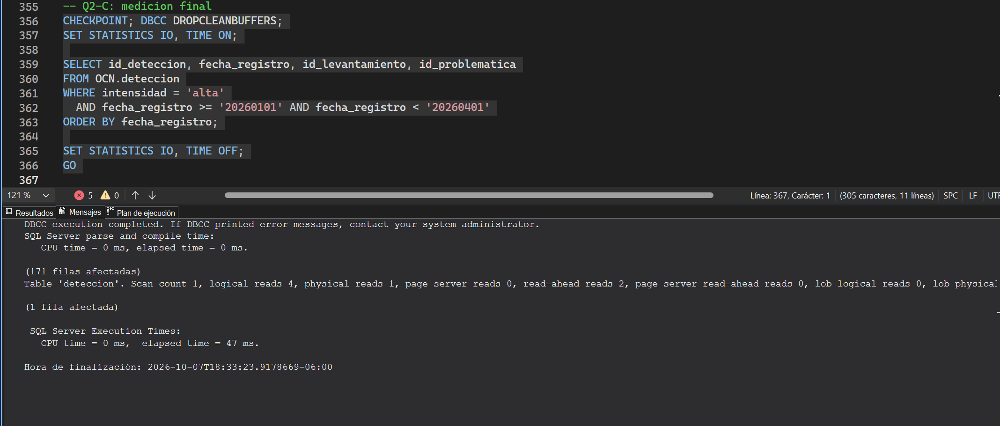 355 -- Q2-C: medicion final
356 CHECKPOINT; DBCC DROPCLEANBUFFERS;
357 SET STATISTICS IO, TIME ON;
358
359 SELECT id_deteccion, fecha_registro, id_levantamiento, id_problematica
360 FROM OCN.deteccion
361 WHERE intensidad = 'alta'
362 AND fecha_registro >= '20260101' AND fecha_registro < '20260401'
363 ORDER BY fecha_registro;
364
365 SET STATISTICS IO, TIME OFF;
366 GO
367
121 % 5 0 Línea: 367, Carácter: 1 (305 caracteres, 11 líneas) SPC LF UTF
Resultados Mensajes Plan de ejecución
DBCC execution completed. If DBCC printed error messages, contact your system administrator.
SQL Server parse and compile time:
CPU time = 0 ms, elapsed time = 0 ms.
(171 filas afectadas)
Table 'deteccion'. Scan count 1, logical reads 4, physical reads 1, page server reads 0, read-ahead reads 2, page server read-ahead reads 0, lob logical reads 0, lob physical
(1 fila afectada)
SQL Server Execution Times:
CPU time = 0 ms, elapsed time = 47 ms.
Hora de finalización: 2026-10-07T18:33:23.9178669-06:00